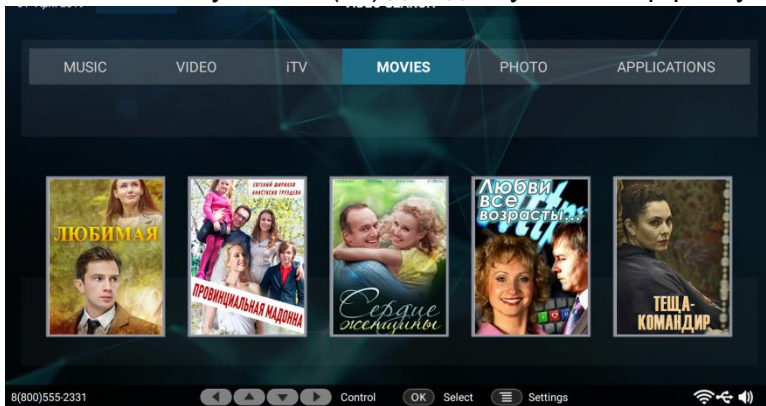 MUSIC VIDEO iTV MOVIES PHOTO APPLICATIONS
ЛЮБИМАЯ
ЕВГЕНИЙ ШИРИКОВ
АНАСТАСИЯ ТРУБАЕВА
ПРОВИНЦИАЛЬНАЯ МАДОННА
Сердце
женщины
Любви
все
возрасты...
ТЕЩА-
КОМАНДИР
8(800)555-2331 Control OK Select Settings